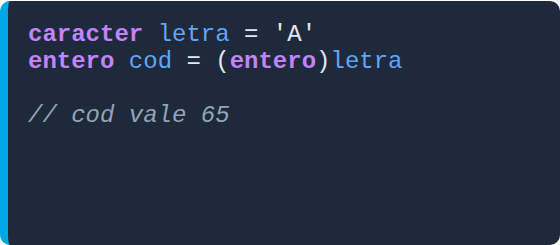 caracter letra = 'A'
entero cod = (entero)letra
// cod vale 65